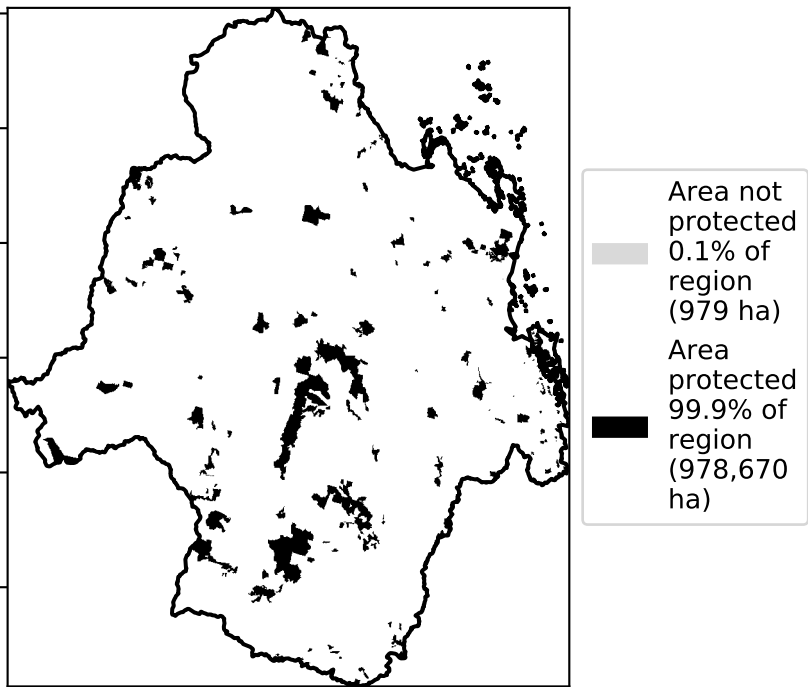 Area not
protected
0.1% of
region
(979 ha)
Area
protected
99.9% of
region
(978,670
ha)